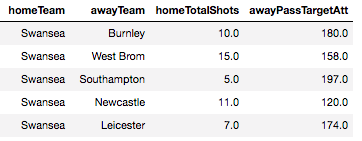 homeTeam awayTeam homeTotalShots awayPassTargetAtt
Swansea Burnley 10.0 180.0
Swansea West Brom 15.0 158.0
Swansea Southampton 5.0 197.0
Swansea Newcastle 11.0 120.0
Swansea Leicester 7.0 174.0